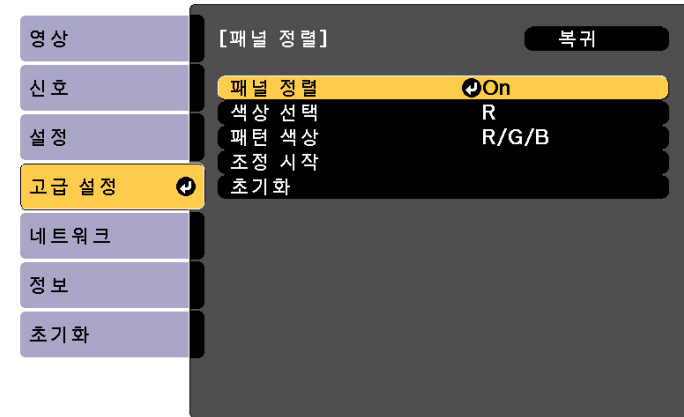 영상
신호
설정
고급 설정
네트워크
정보
초기화
[패널 정렬] 복귀
패널 정렬 On
색상 선택 R
패턴 색상 R/G/B
조정 시작
초기화